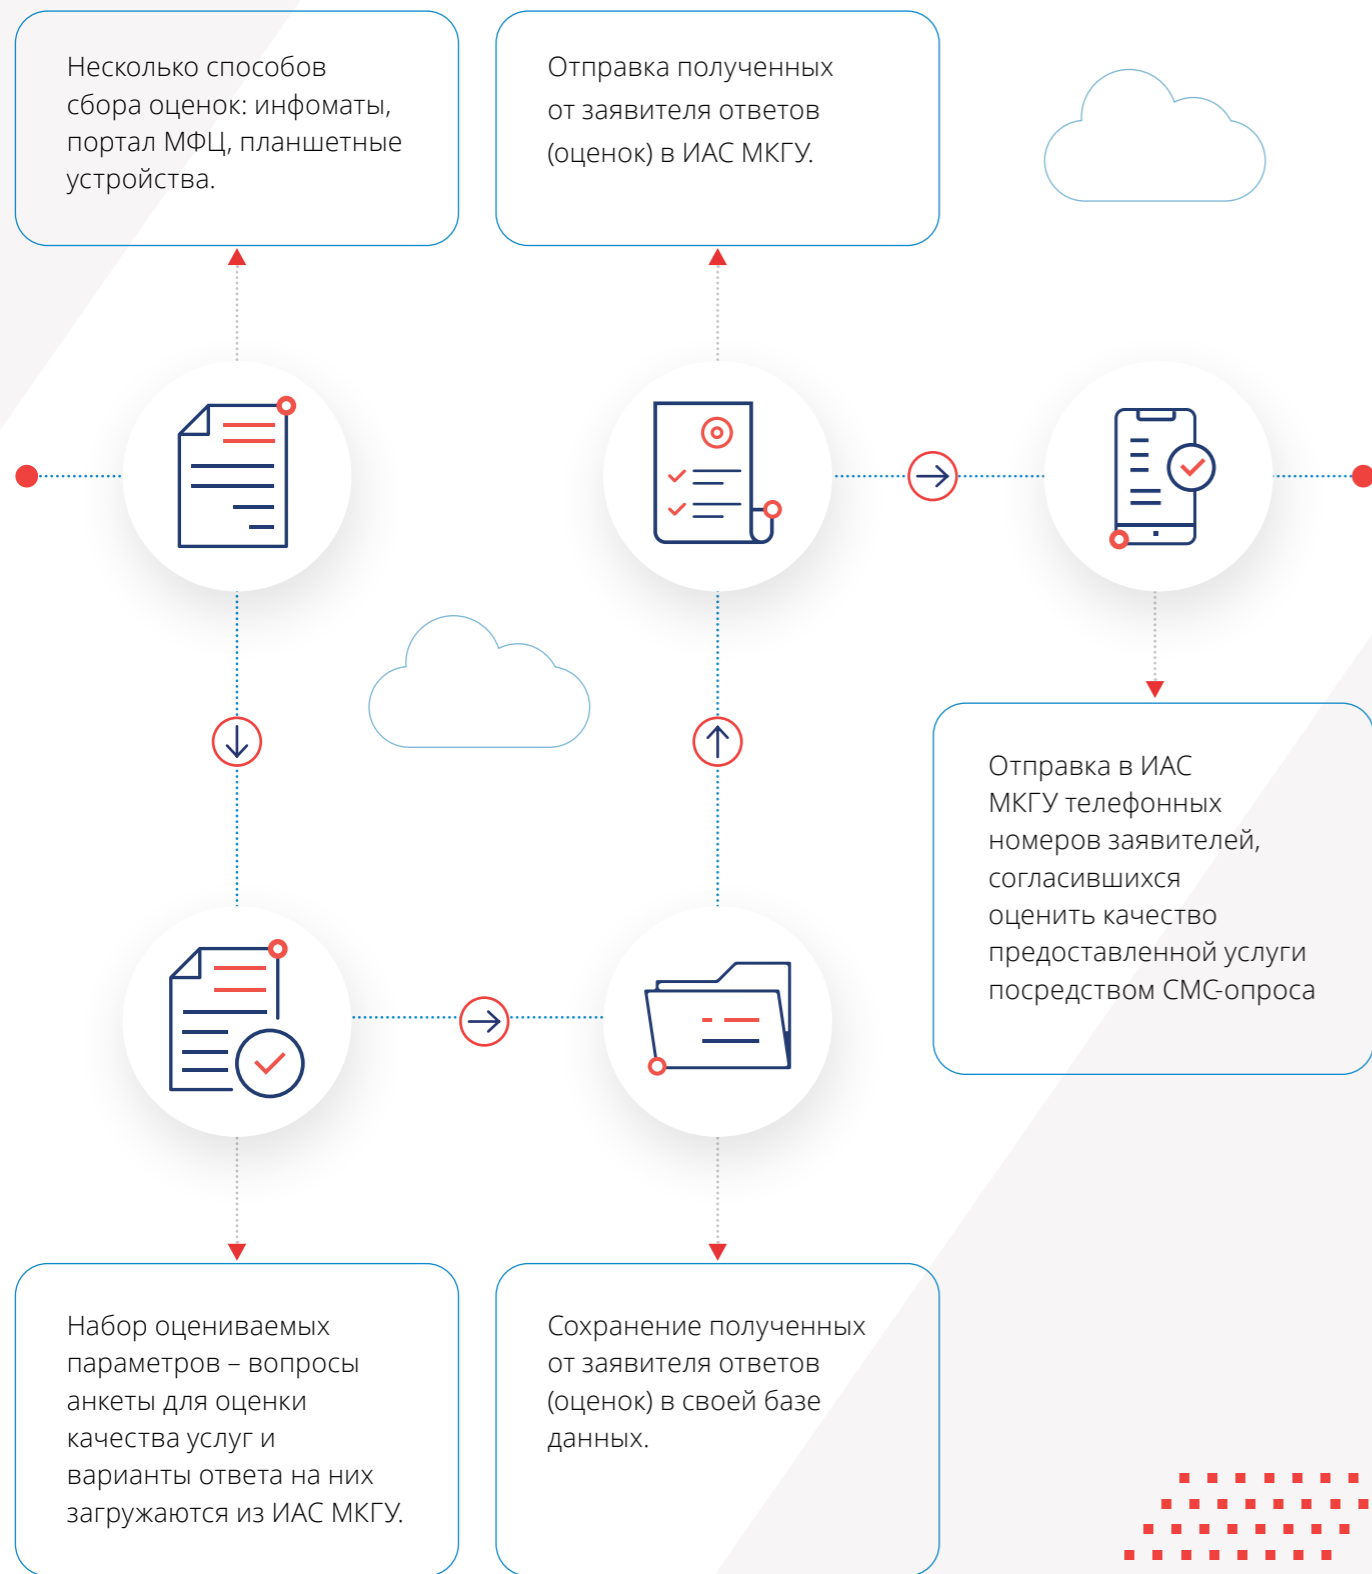 Несколько способов
сбора оценок: инфоматы,
портал МФЦ, планшетные
устройства.
Отправка полученных
от заявителя ответов
(оценок) в ИАС МКГУ.
Отправка в ИАС
МКГУ телефонных
номеров заявителей,
согласившихся
оценить качество
предоставленной услуги
посредством СМС-опроса
Набор оцениваемых
параметров – вопросы
анкеты для оценки
качества услуг и
варианты ответа на них
загружаются из ИАС МКГУ.
Сохранение полученных
от заявителя ответов
(оценок) в своей базе
данных.